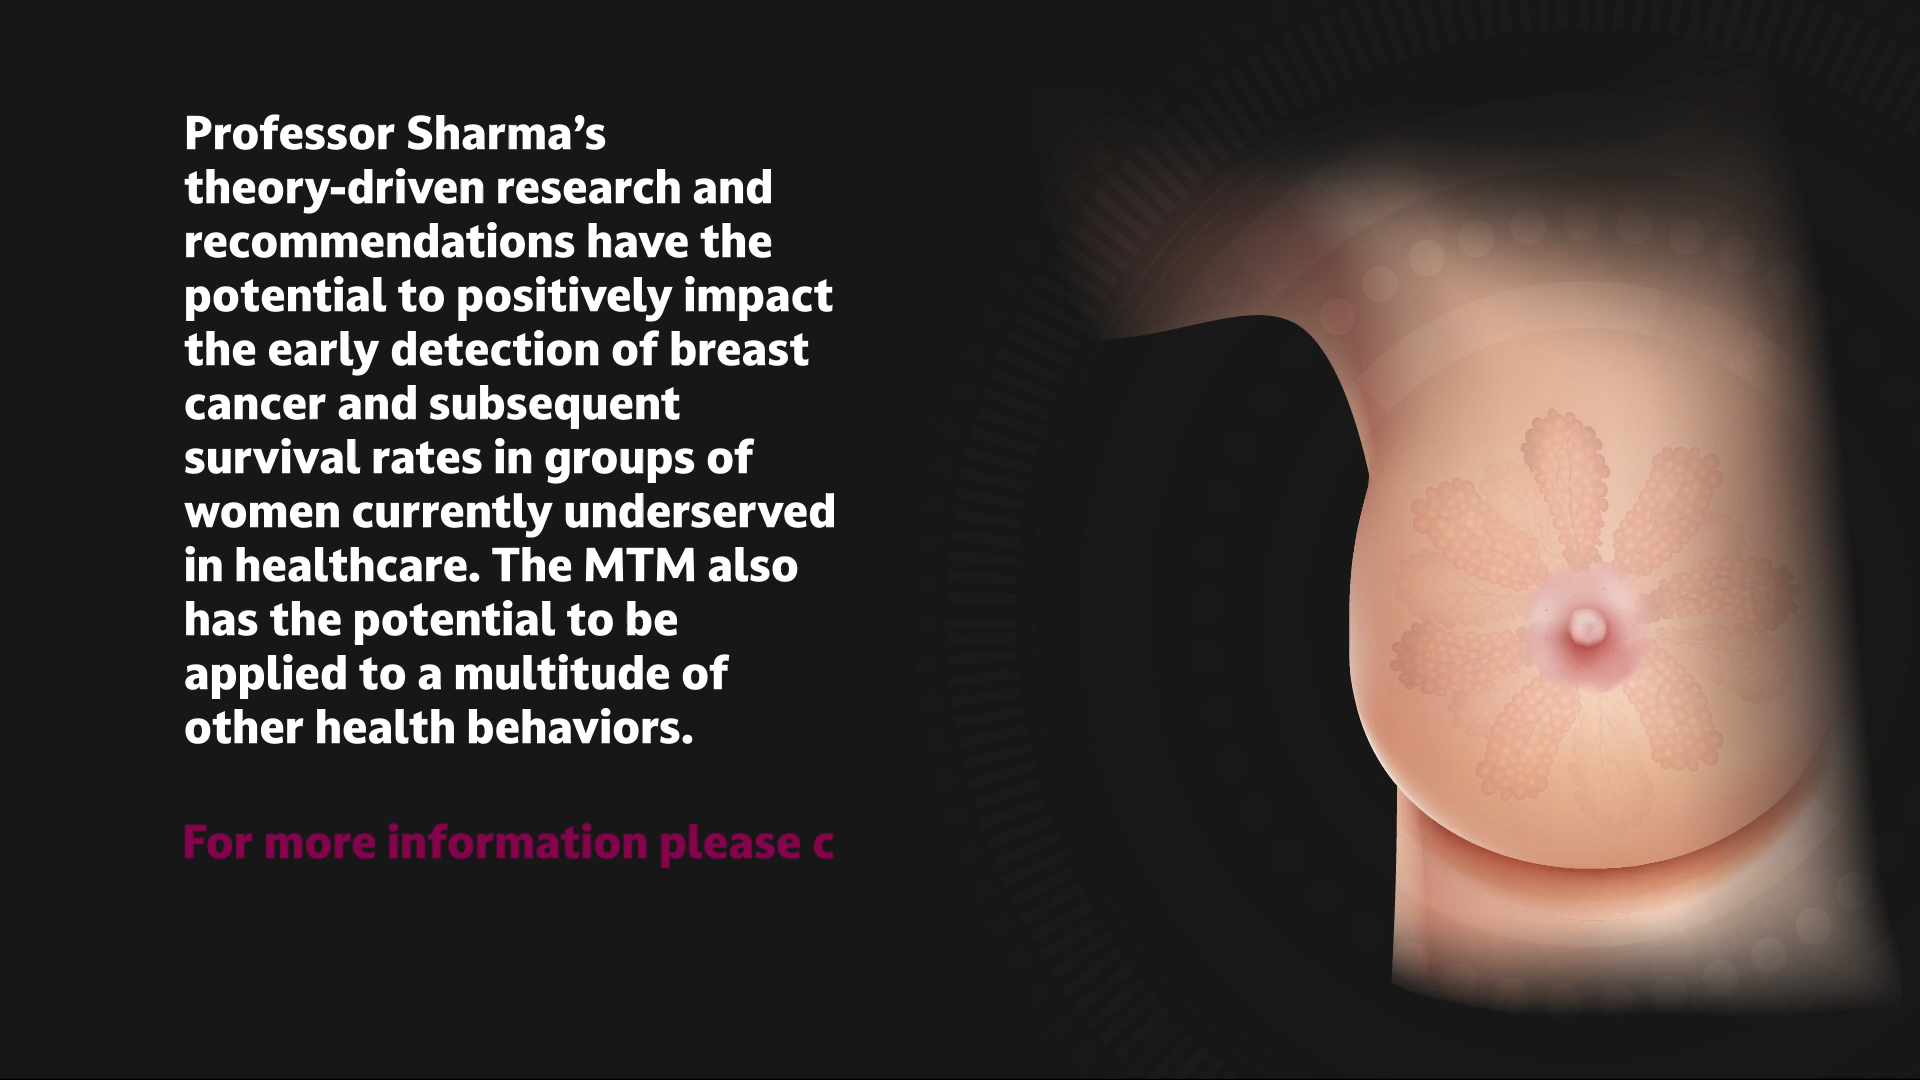 Professor Sharma’s
theory-driven research and
recommendations have the
potential to positively impact
the early detection of breast
cancer and subsequent
survival rates in groups of
women currently underserved
in healthcare. The MTM also
has the potential to be
applied to a multitude of
other health behaviors.
For more information please c